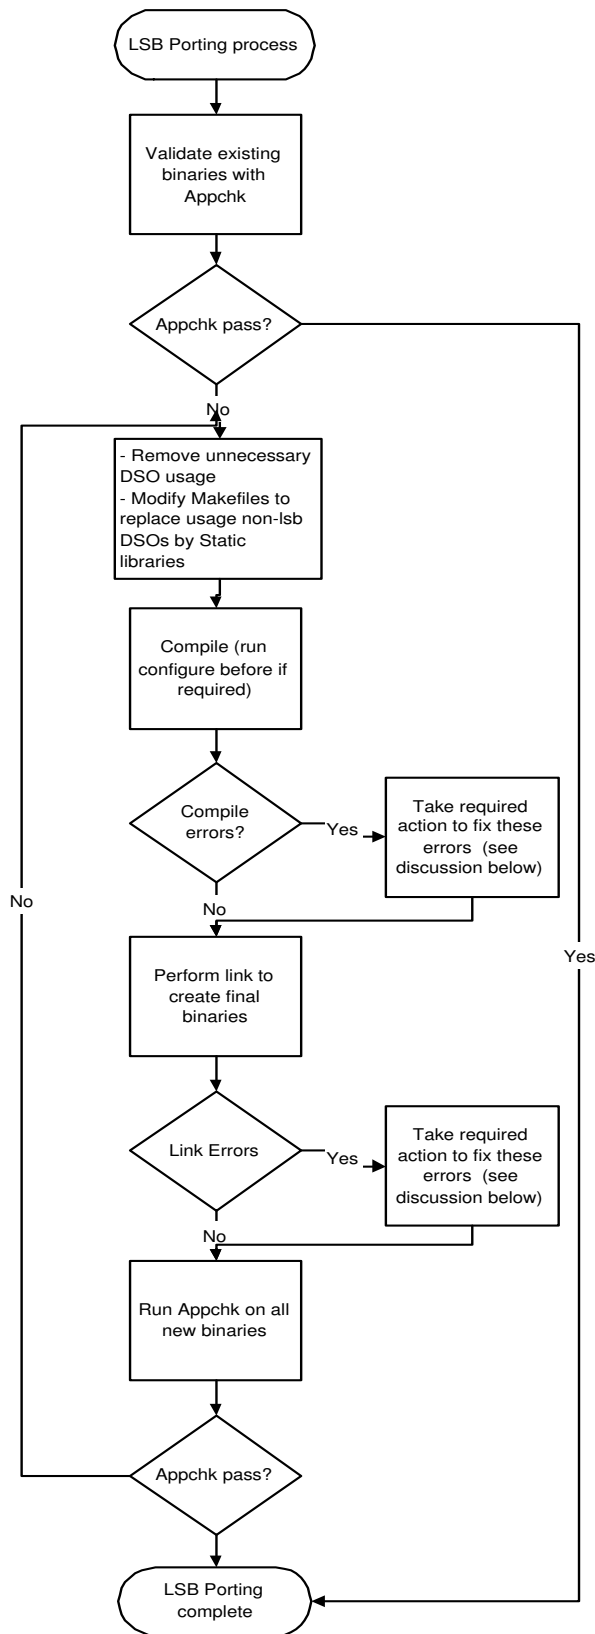 LSB Porting process
Validate existing
binaries with
Appchk
Appchk pass?
No
- Remove unnecessary
DSO usage
- Modify Makefiles to
replace usage non-lsb
DSOs by Static
libraries
Compile (run
configure before if
required)
Compile
errors?
Yes
Take required
action to fix these
errors  (see
discussion below)
No
No
Perform link to
create final
binaries
Yes
Link Errors
Yes
Take required
action to fix these
errors  (see
discussion below)
No
Run Appchk on all
new binaries
Appchk pass?
LSB Porting
complete